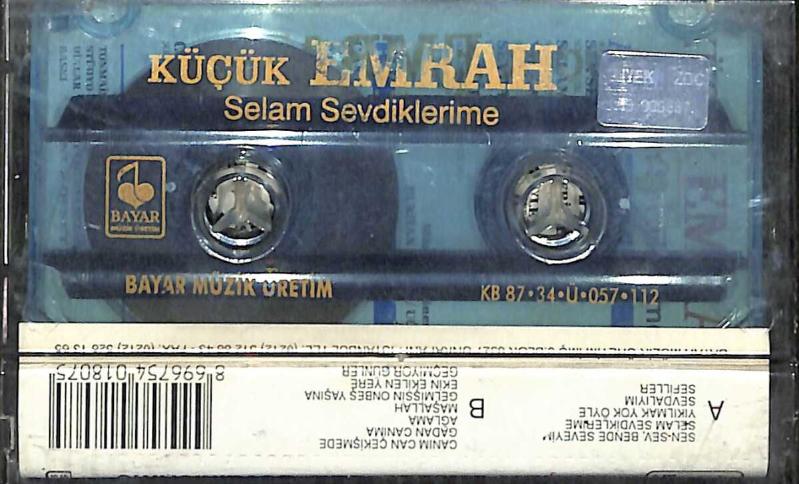 KÜÇÜK EMRAH
Selam Sevdiklerime
BAYAR
MÜZİK ÜRETİM
BAYAR MÜZİK ÜRETİM
KB 87·34·Ü·057·112
A
SEN-SEV, BENDE SEVEYİM
SELAM SEVDİKLERİME
YIKILMAK YOK ÖYLE
SEVDALIYIM
SEFİLLER
B
CANIM CAN ÇEKİŞMEDE
GADAN CANIMA
AĞLAMA
MAŞALLAH
GELMİŞSİN ONBEŞ YAŞINA
EKİN EKİLEN YERE
GEÇMİYOR GÜNLER
8 696754 018075